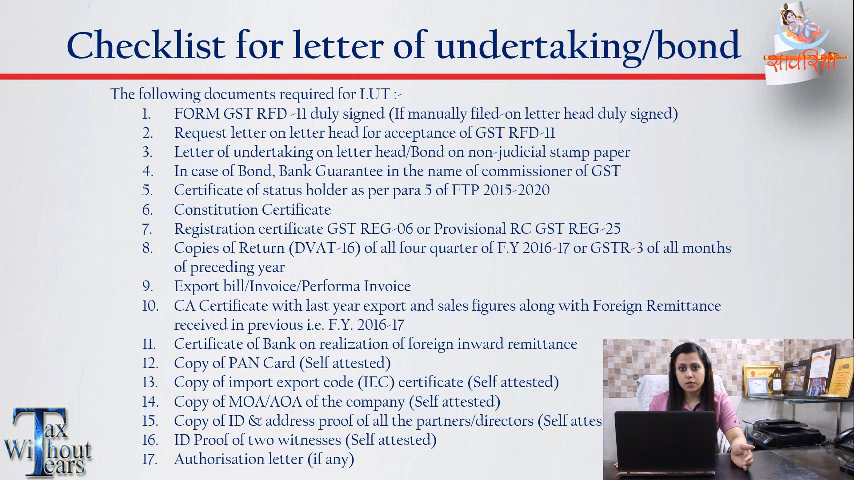 Checklist for letter of undertaking/bond
सावरिया
The following documents required for LUT :-
1. FORM GST RFD -11 duly signed (If manually filed-on letter head duly signed)
2. Request letter on letter head for acceptance of GST RFD-11
3. Letter of undertaking on letter head/Bond on non-judicial stamp paper
4. In case of Bond, Bank Guarantee in the name of commissioner of GST
5. Certificate of status holder as per para 5 of FTP 2015-2020
6. Constitution Certificate
7. Registration certificate GST REG-06 or Provisional RC GST REG-25
8. Copies of Return (DVAT-16) of all four quarter of F.Y 2016-17 or GSTR-3 of all months
of preceding year
9. Export bill/Invoice/Performa Invoice
10. CA Certificate with last year export and sales figures along with Foreign Remittance
received in previous i.e. F.Y. 2016-17
11. Certificate of Bank on realization of foreign inward remittance
12. Copy of PAN Card (Self attested)
13. Copy of import export code (IEC) certificate (Self attested)
14. Copy of MOA/AOA of the company (Self attested)
15. Copy of ID & address proof of all the partners/directors (Self attes
16. ID Proof of two witnesses (Self attested)
17. Authorisation letter (if any)
Tax
Without
Tears